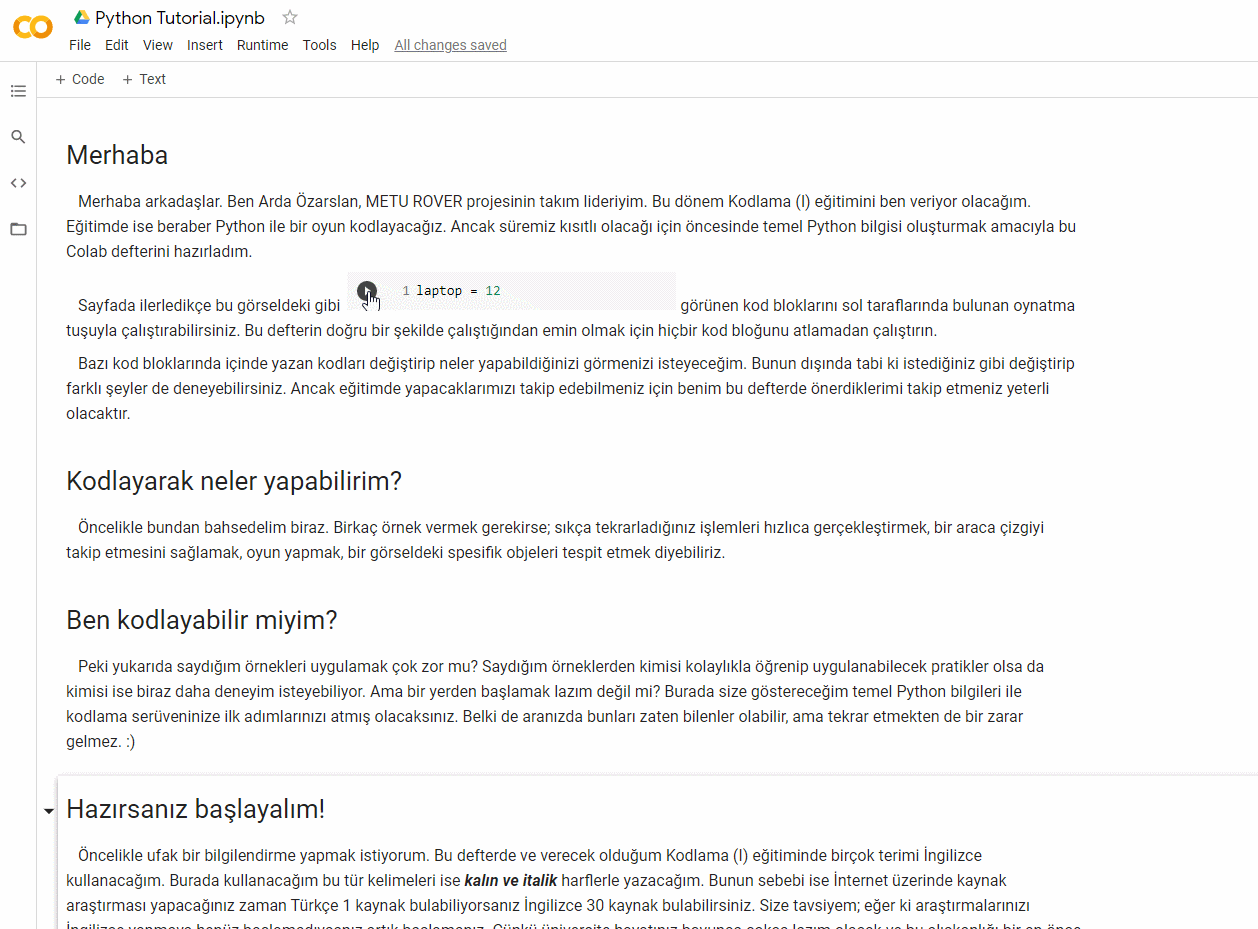 Python Tutorial.ipynb
File Edit View Insert Runtime Tools Help All changes saved
+ Code + Text
Merhaba
Merhaba arkadaşlar. Ben Arda Özarslan, METU ROVER projesinin takım lideriyim. Bu dönem Kodlama (I) eğitimini ben veriyor olacağım.
Eğitimde ise beraber Python ile bir oyun kodlayacağız. Ancak süremiz kısıtlı olacağı için öncesinde temel Python bilgisi oluşturmak amacıyla bu
Colab defterini hazırladım.
Sayfada ilerledikçe bu görseldeki gibi 1 laptop = 12 görünen kod bloklarını sol taraflarında bulunan oynatma
tuşuyla çalıştırabilirsiniz. Bu defterin doğru bir şekilde çalıştığından emin olmak için hiçbir kod bloğunu atlamadan çalıştırın.
Bazı kod bloklarında içinde yazan kodları değiştirip neler yapabildiğinizi görmenizi isteyeceğim. Bunun dışında tabi ki istediğiniz gibi değiştirip
farklı şeyler de deneyebilirsiniz. Ancak eğitimde yapacaklarımızı takip edebilmeniz için benim bu defterde önerdiklerimi takip etmeniz yeterli
olacaktır.
Kodlayarak neler yapabilirim?
Öncelikle bundan bahsedelim biraz. Birkaç örnek vermek gerekirse; sıkça tekrarladığınız işlemleri hızlıca gerçekleştirmek, bir araca çizgiyi
takip etmesini sağlamak, oyun yapmak, bir görseldeki spesifik objeleri tespit etmek diyebiliriz.
Ben kodlayabilir miyim?
Peki yukarıda saydığım örnekleri uygulamak çok zor mu? Saydığım örneklerden kimisi kolaylıkla öğrenip uygulanabilecek pratikler olsa da
kimisi ise biraz daha deneyim isteyebiliyor. Ama bir yerden başlamak lazım değil mi? Burada size göstereceğim temel Python bilgileri ile
kodlama serüveninize ilk adımlarınızı atmış olacaksınız. Belki de aranızda bunları zaten bilenler olabilir, ama tekrar etmekten de bir zarar
gelmez. :)
Hazırsanız başlayalım!
Öncelikle ufak bir bilgilendirme yapmak istiyorum. Bu defterde ve verecek olduğum Kodlama (I) eğitiminde birçok terimi İngilizce
kullanacağım. Burada kullanacağım bu tür kelimeleri ise kalın ve italik harflerle yazacağım. Bunun sebebi ise İnternet üzerinde kaynak
araştırması yapacağınız zaman Türkçe 1 kaynak bulabiliyorsanız İngilizce 30 kaynak bulabilirsiniz. Size tavsiyem; eğer ki araştırmalarınızı